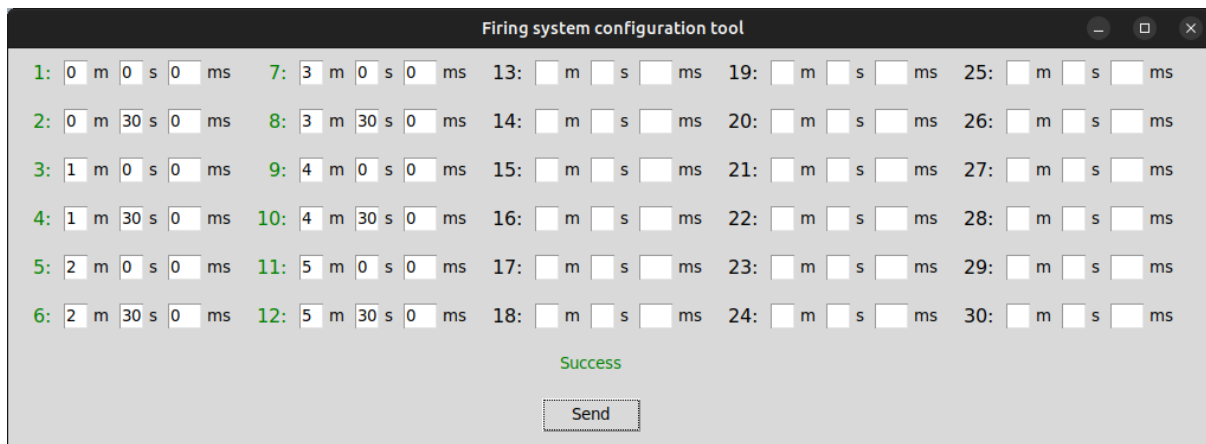 Firing system configuration tool
1: 0 m 0 s 0 ms 7: 3 m 0 s 0 ms 13: m s ms 19: m s ms 25: m s ms
2: 0 m 30 s 0 ms 8: 3 m 30 s 0 ms 14: m s ms 20: m s ms 26: m s ms
3: 1 m 0 s 0 ms 9: 4 m 0 s 0 ms 15: m s ms 21: m s ms 27: m s ms
4: 1 m 30 s 0 ms 10: 4 m 30 s 0 ms 16: m s ms 22: m s ms 28: m s ms
5: 2 m 0 s 0 ms 11: 5 m 0 s 0 ms 17: m s ms 23: m s ms 29: m s ms
6: 2 m 30 s 0 ms 12: 5 m 30 s 0 ms 18: m s ms 24: m s ms 30: m s ms
Success
Send